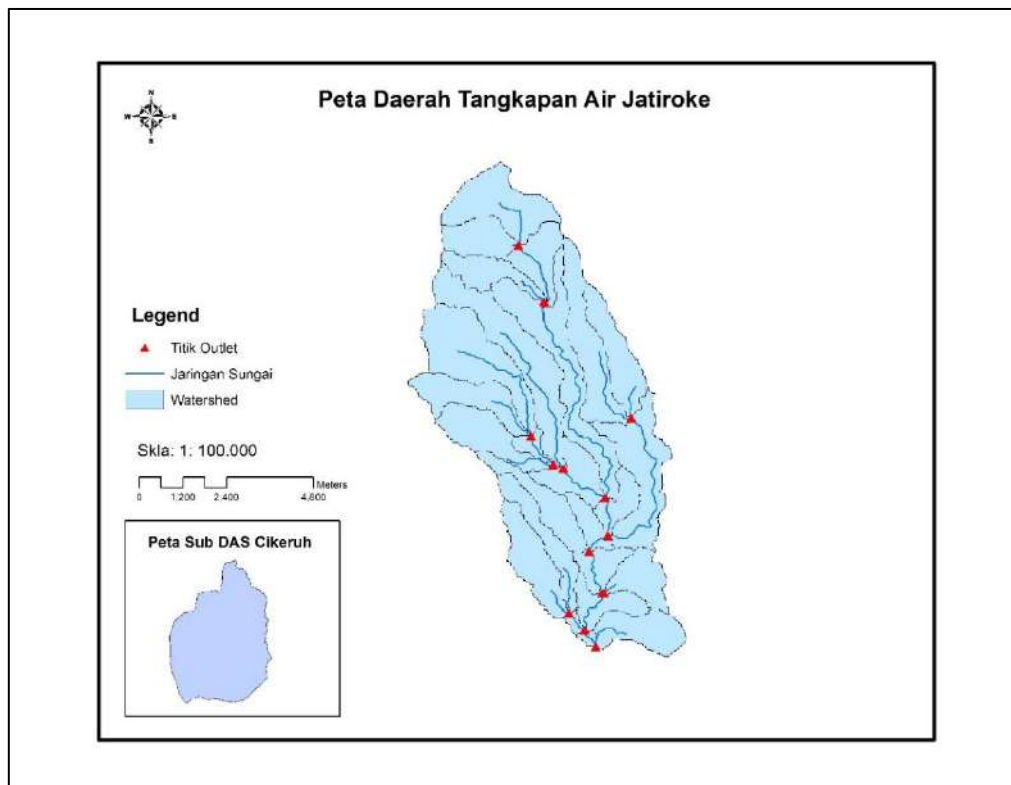 Peta Daerah Tangkapan Air Jatiroke
N
W E
S
Legend
Titik Outlet
Jaringan Sungai
Watershed
Skla: 1: 100.000
Meters
0 1.200 2.400 4,800
Peta Sub DAS Cikeruh